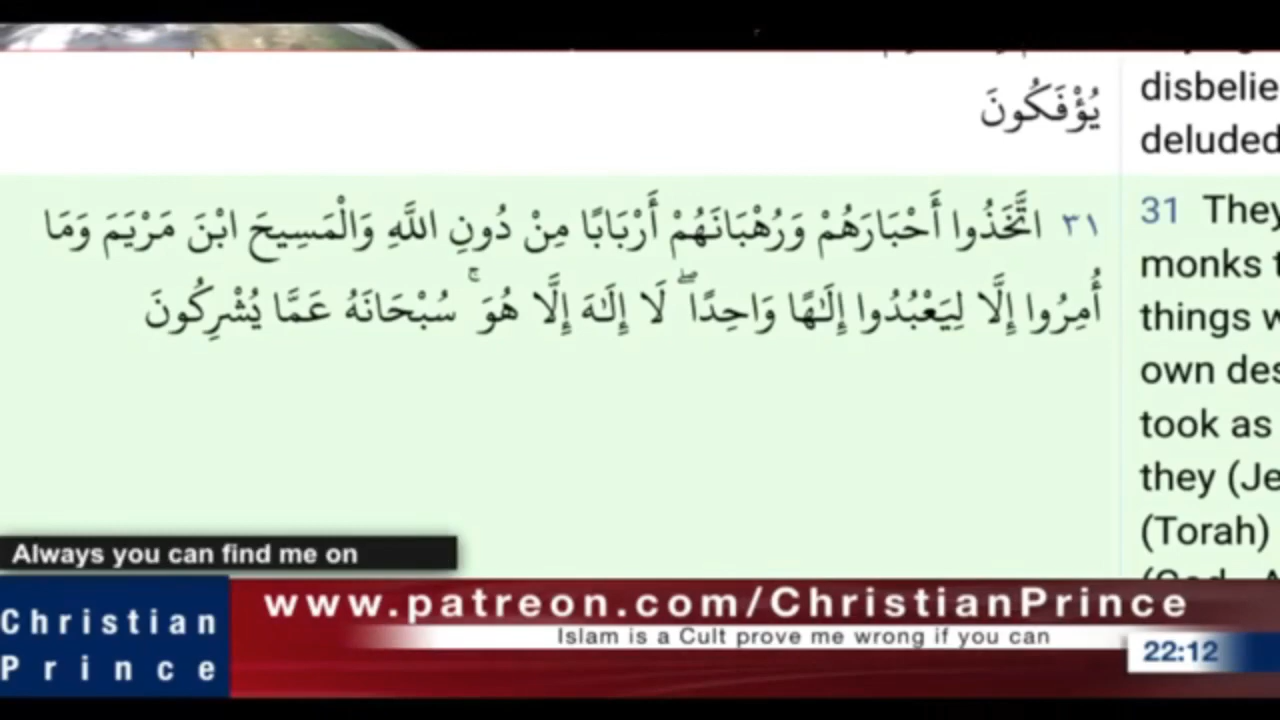 يُؤْفَكُونَ
٣١ اتَّخَذُوا أَحْبَارَهُمْ وَرُهْبَانَهُمْ أَرْبَابًا مِنْ دُونِ اللَّهِ وَالْمَسِيحَ ابْنَ مَرْيَمَ وَمَا
أُمِرُوا إِلَّا لِيَعْبُدُوا إِلَٰهًا وَاحِدًا ۖ لَا إِلَٰهَ إِلَّا هُوَ ۚ سُبْحَانَهُ عَمَّا يُشْرِكُونَ
disbelie
deluded
31 They
monks t
things w
own des
took as
they (Je
(Torah)
Always you can find me on
Christian
Prince
www.patreon.com/ChristianPrince
Islam is a Cult prove me wrong if you can
22:12